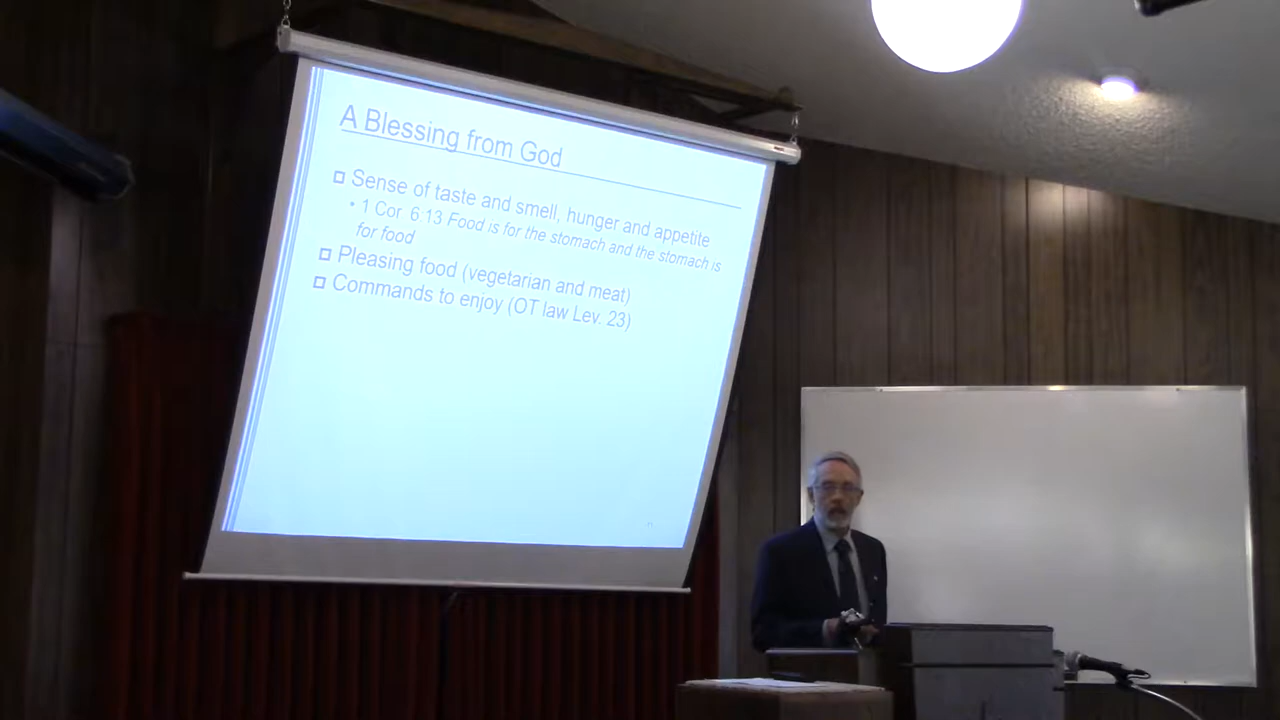 A Blessing from God
Sense of taste and smell, hunger and appetite
• 1 Cor 6:13 Food is for the stomach and the stomach is
for food
Pleasing food (vegetarian and meat)
Commands to enjoy (OT law Lev. 23)